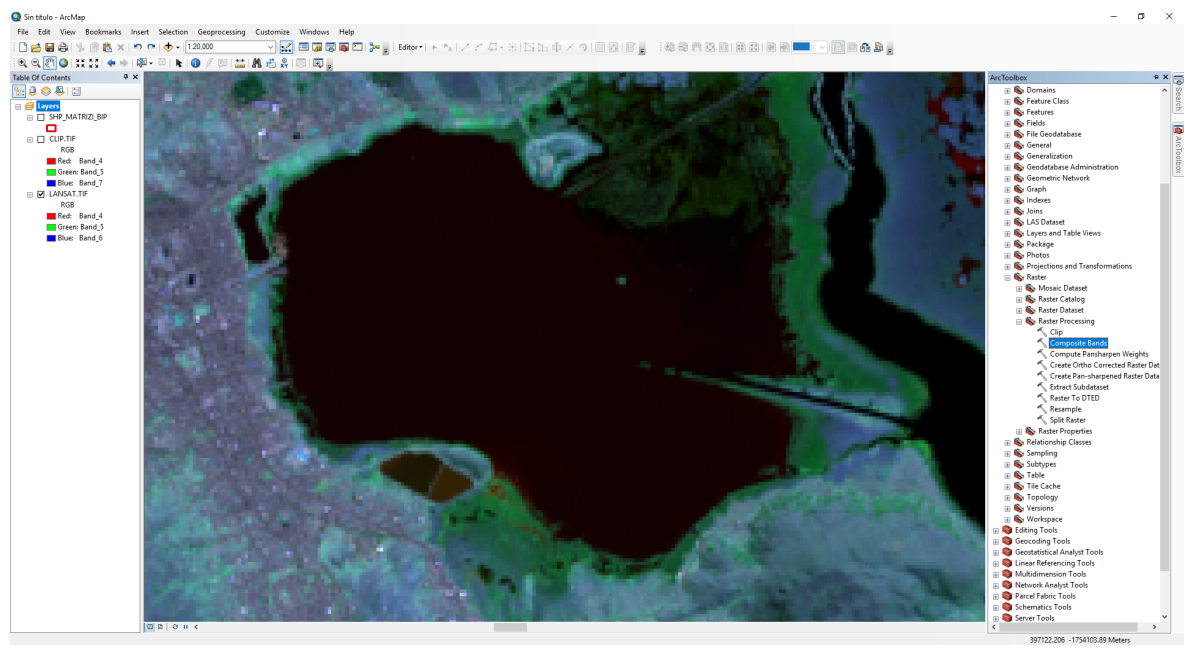 Sin título - ArcMap
File Edit View Bookmarks Insert Selection Geoprocessing Customize Windows Help
1:20,000
Editor
Table Of Contents
Layers
SHP_MATRIZI_BIP
CLIP.TIF
RGB
Red: Band_4
Green: Band_5
Blue: Band_7
LANSAT.TIF
RGB
Red: Band_4
Green: Band_5
Blue: Band_6
ArcToolbox
Domains
Feature Class
Features
Fields
File Geodatabase
General
Generalization
Geodatabase Administration
Geometric Network
Graph
Indexes
Joins
LAS Dataset
Layers and Table Views
Package
Photos
Projections and Transformations
Raster
Mosaic Dataset
Raster Catalog
Raster Dataset
Raster Processing
Clip
Composite Bands
Compute Pansharpen Weights
Create Ortho Corrected Raster Dat
Create Pan-sharpened Raster Data
Extract Subdataset
Raster To DTED
Resample
Split Raster
Raster Properties
Relationship Classes
Sampling
Subtypes
Table
Tile Cache
Topology
Versions
Workspace
Editing Tools
Geocoding Tools
Geostatistical Analyst Tools
Linear Referencing Tools
Multidimension Tools
Network Analyst Tools
Parcel Fabric Tools
Schematics Tools
Server Tools
Search
ArcToolbox
397122.206 -1754103.89 Meters